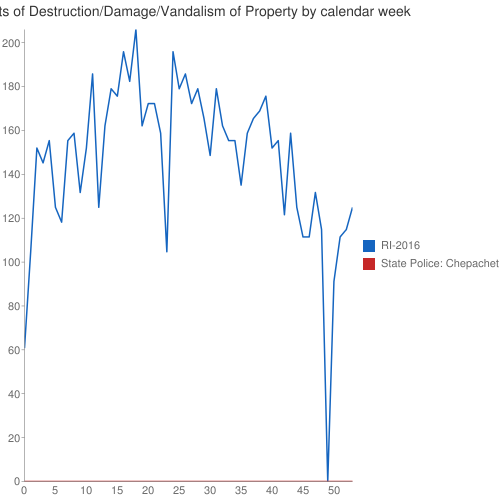 ts of Destruction/Damage/Vandalism of Property by calendar week
200
180
160
140
120
100
80
60
40
20
0
0 5 10 15 20 25 30 35 40 45 50
RI-2016
State Police: Chepachet